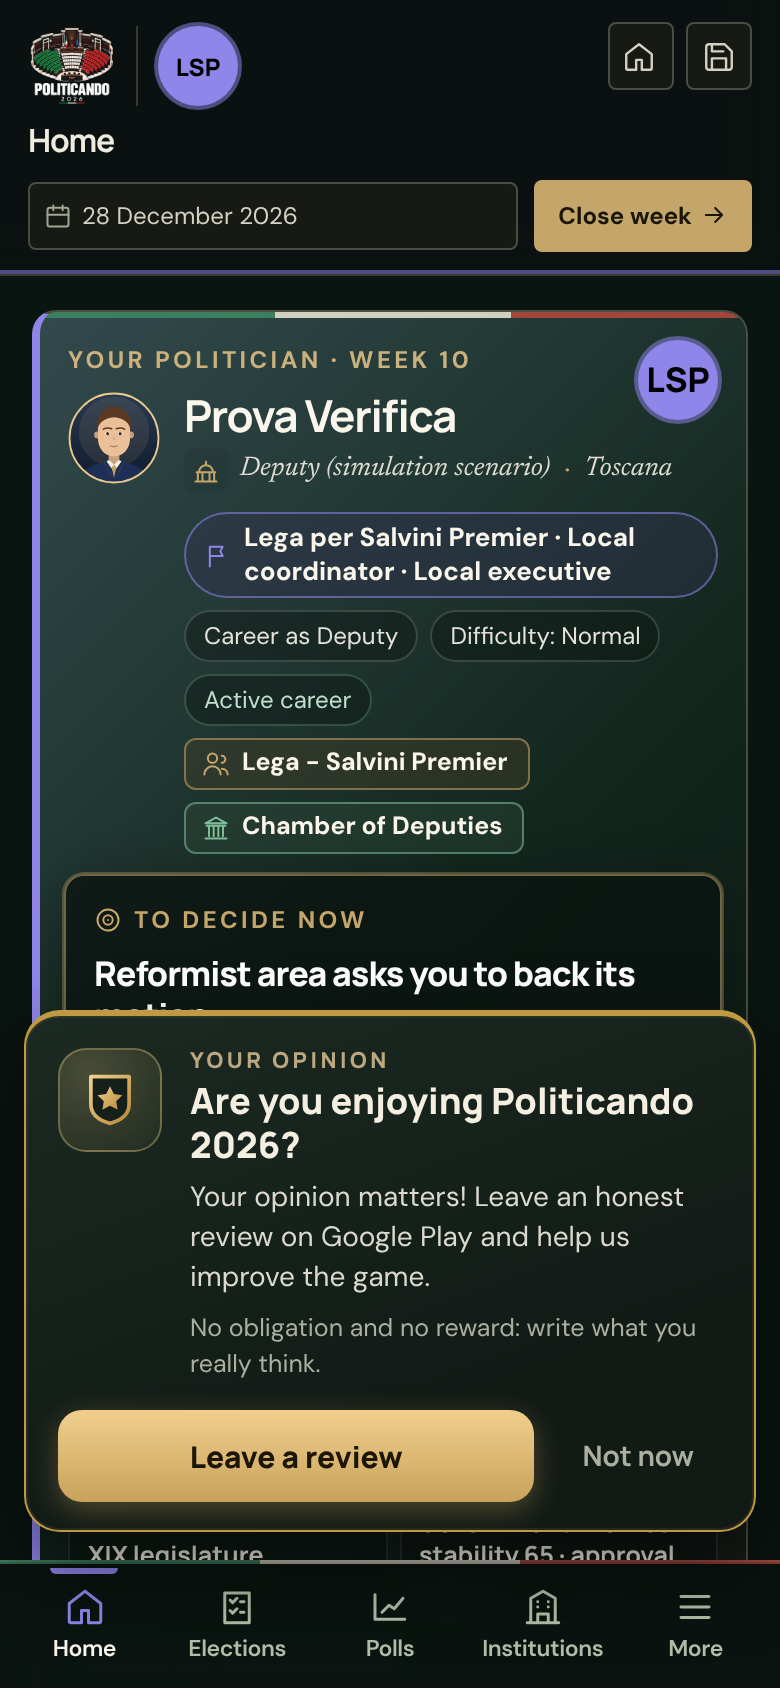 POLITICANDO
2026
LSP
Home
28 December 2026
Close week
YOUR POLITICIAN · WEEK 10
LSP
Prova Verifica
Deputy (simulation scenario) · Toscana
Lega per Salvini Premier · Local
coordinator · Local executive
Career as Deputy
Difficulty: Normal
Active career
Lega – Salvini Premier
Chamber of Deputies
TO DECIDE NOW
Reformist area asks you to back its
YOUR OPINION
Are you enjoying Politicando
2026?
Your opinion matters! Leave an honest
review on Google Play and help us
improve the game.
No obligation and no reward: write what you
really think.
Leave a review
Not now
XIX legislature
stability 65 · approval
Home
Elections
Polls
Institutions
More